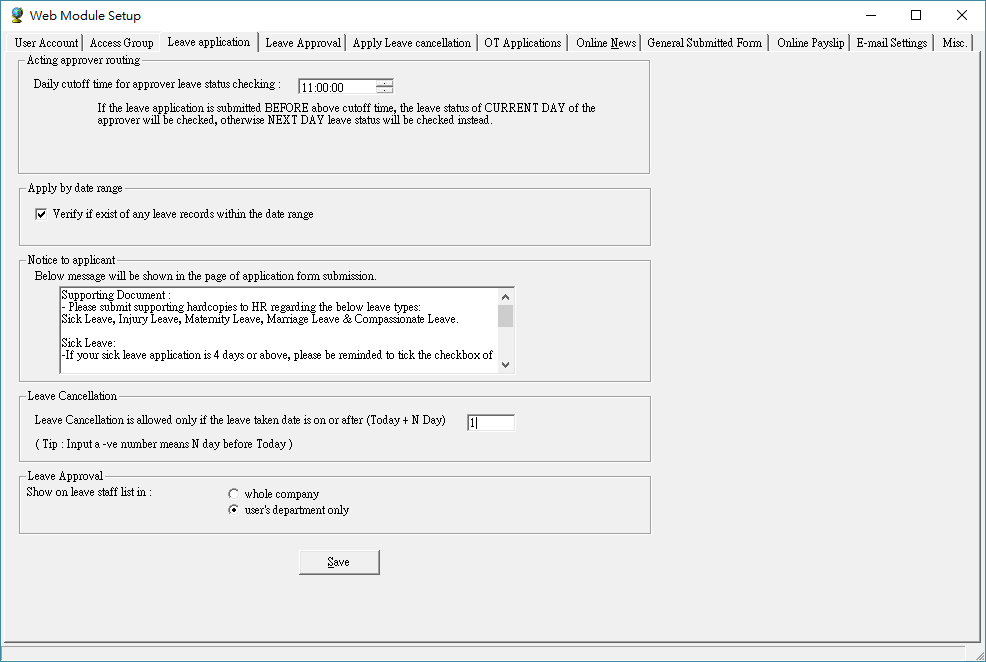 Web Module Setup
User Account Access Group Leave application Leave Approval Apply Leave cancellation OT Applications Online News General Submitted Form Online Payslip E-mail Settings Misc.
Acting approver routing
Daily cutoff time for approver leave status checking : 11:00:00
If the leave application is submitted BEFORE above cutoff time, the leave status of CURRENT DAY of the
approver will be checked, otherwise NEXT DAY leave status will be checked instead.
Apply by date range
Verify if exist of any leave records within the date range
Notice to applicant
Below message will be shown in the page of application form submission.
Supporting Document :
- Please submit supporting hardcopies to HR regarding the below leave types:
Sick Leave, Injury Leave, Maternity Leave, Marriage Leave & Compassionate Leave.
Sick Leave:
-If your sick leave application is 4 days or above, please be reminded to tick the checkbox of
Leave Cancellation
Leave Cancellation is allowed only if the leave taken date is on or after (Today + N Day) 1
( Tip : Input a -ve number means N day before Today )
Leave Approval
Show on leave staff list in :
whole company
user's department only
Save